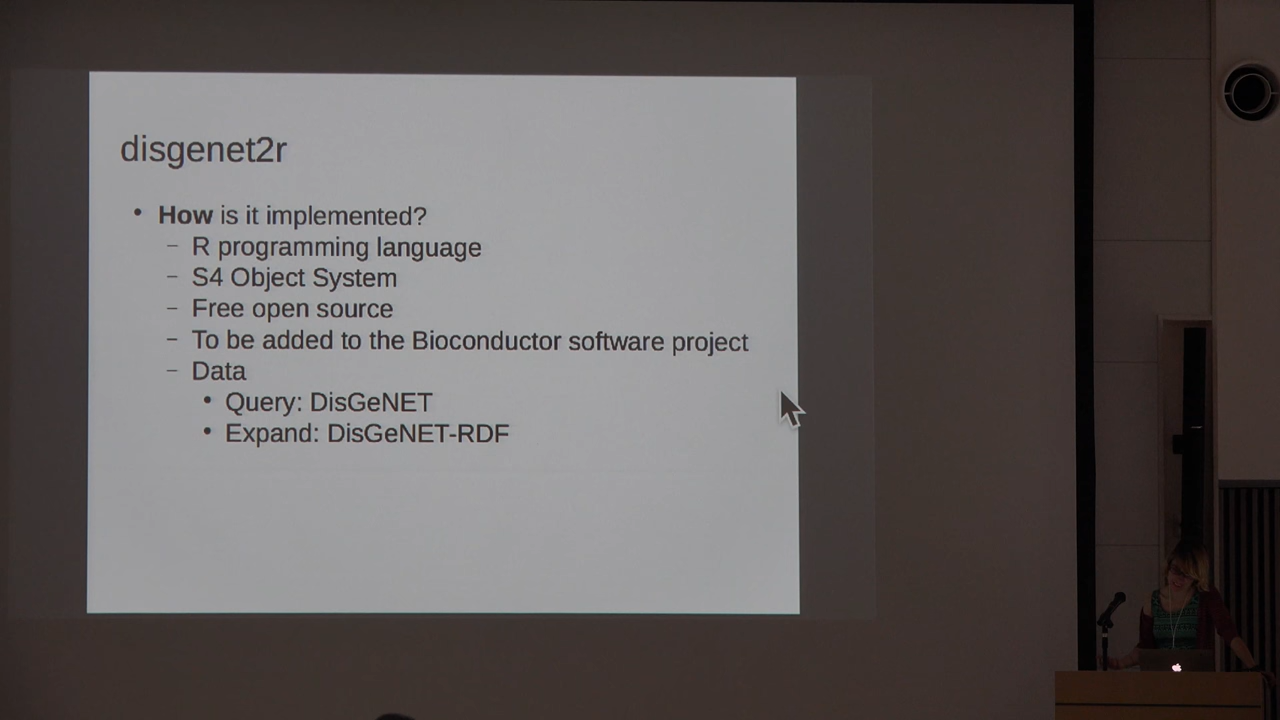 disgenet2r
• How is it implemented?
– R programming language
– S4 Object System
– Free open source
– To be added to the Bioconductor software project
– Data
• Query: DisGeNET
• Expand: DisGeNET-RDF